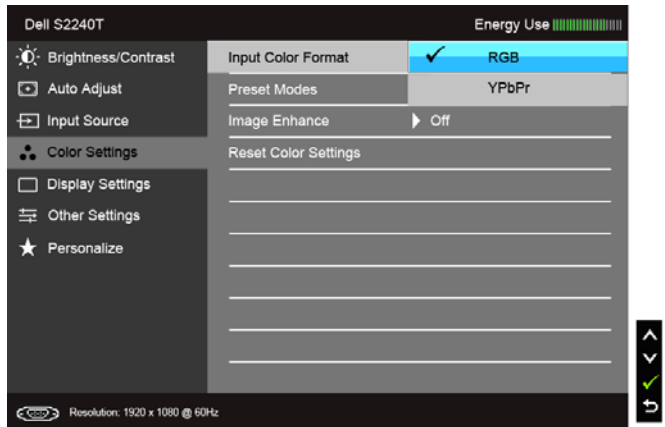 Dell S2240T
Energy Use
Brightness/Contrast
Auto Adjust
Input Source
Color Settings
Display Settings
Other Settings
Personalize
Input Color Format
RGB
Preset Modes
YPbPr
Image Enhance
Off
Reset Color Settings
Resolution: 1920 x 1080 @ 60Hz